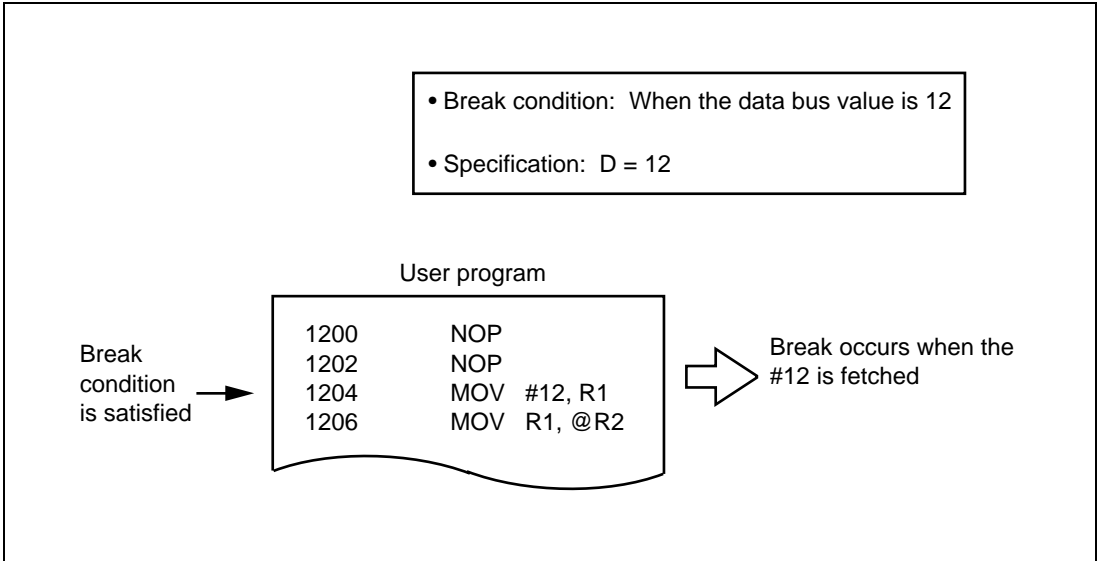 • Break condition: When the data bus value is 12
• Specification: D = 12
User program
Break
condition
is satisfied
1200 NOP
1202 NOP
1204 MOV #12, R1
1206 MOV R1, @R2
Break occurs when the
#12 is fetched